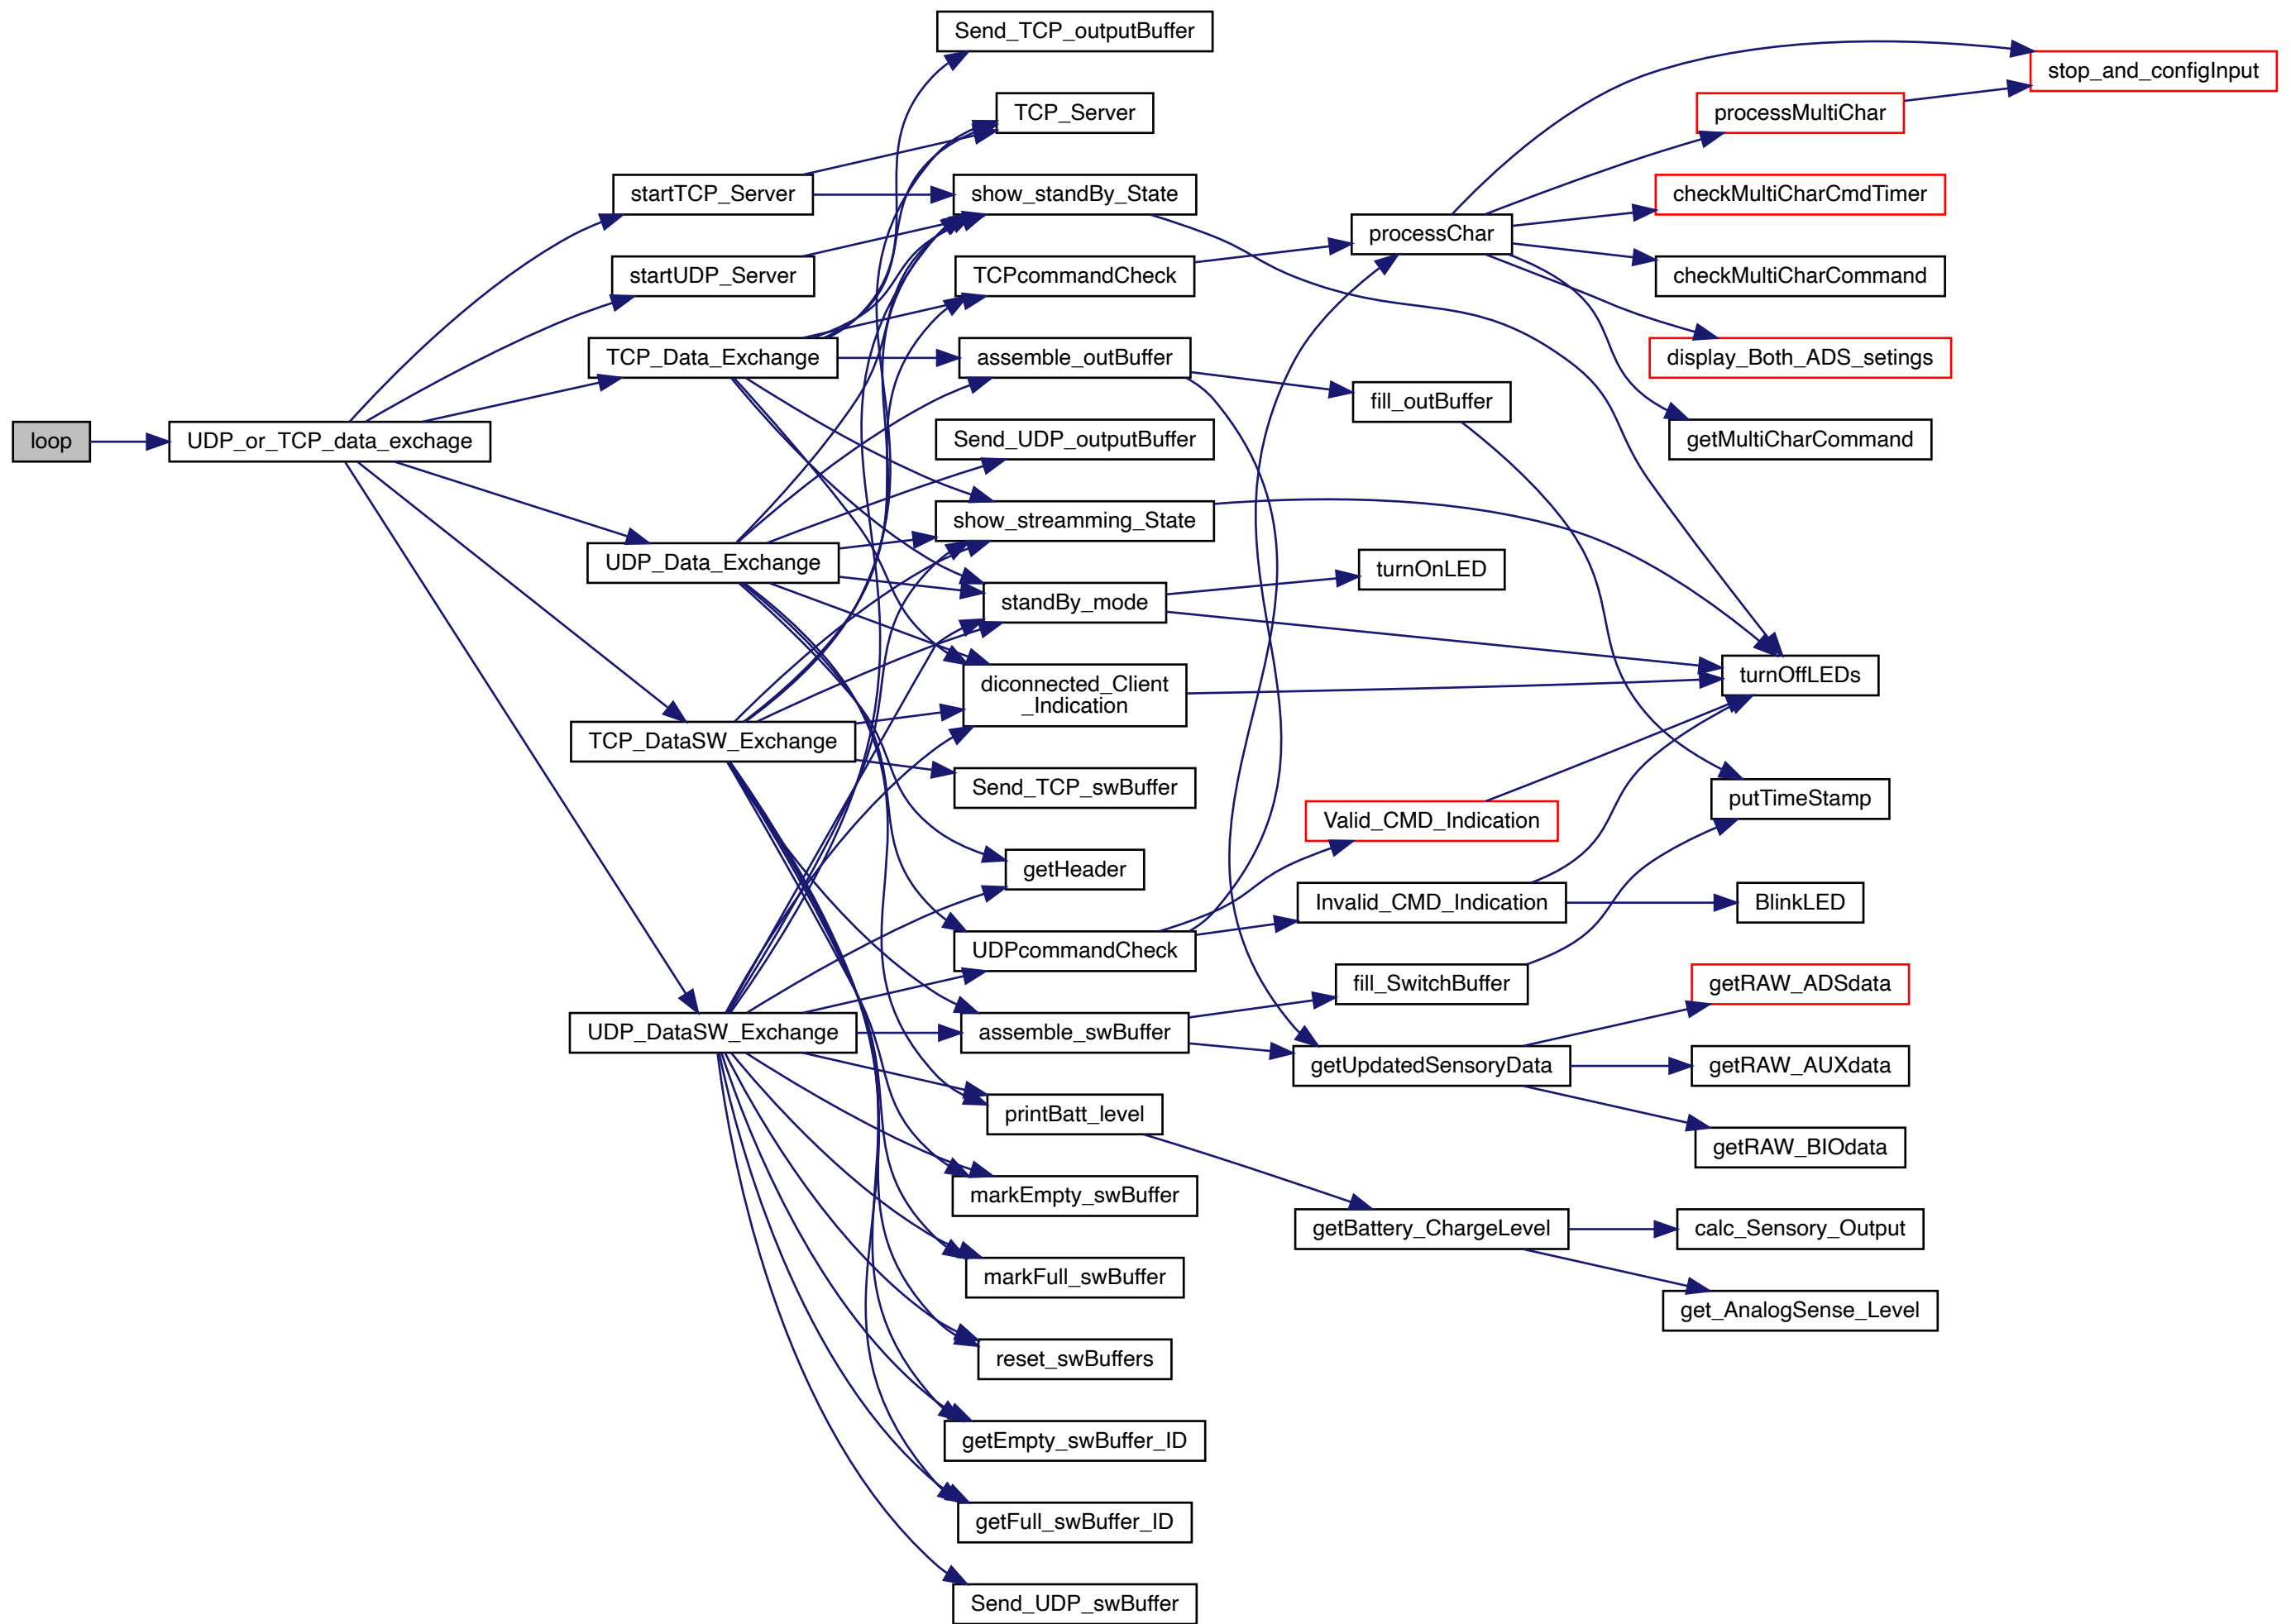 loop
UDP_or_TCP_data_exchage
startTCP_Server
startUDP_Server
TCP_Data_Exchange
UDP_Data_Exchange
TCP_DataSW_Exchange
UDP_DataSW_Exchange
Send_TCP_outputBuffer
TCP_Server
show_standBy_State
TCPcommandCheck
assemble_outBuffer
Send_UDP_outputBuffer
show_streamming_State
standBy_mode
diconnected_Client
_Indication
Send_TCP_swBuffer
getHeader
UDPcommandCheck
assemble_swBuffer
printBatt_level
markEmpty_swBuffer
markFull_swBuffer
reset_swBuffers
getEmpty_swBuffer_ID
getFull_swBuffer_ID
Send_UDP_swBuffer
processChar
fill_outBuffer
turnOnLED
Valid_CMD_Indication
Invalid_CMD_Indication
fill_SwitchBuffer
getUpdatedSensoryData
getBattery_ChargeLevel
processMultiChar
checkMultiCharCmdTimer
checkMultiCharCommand
display_Both_ADS_setings
getMultiCharCommand
turnOffLEDs
putTimeStamp
BlinkLED
getRAW_ADSdata
getRAW_AUXdata
getRAW_BIOdata
calc_Sensory_Output
get_AnalogSense_Level
stop_and_configInput